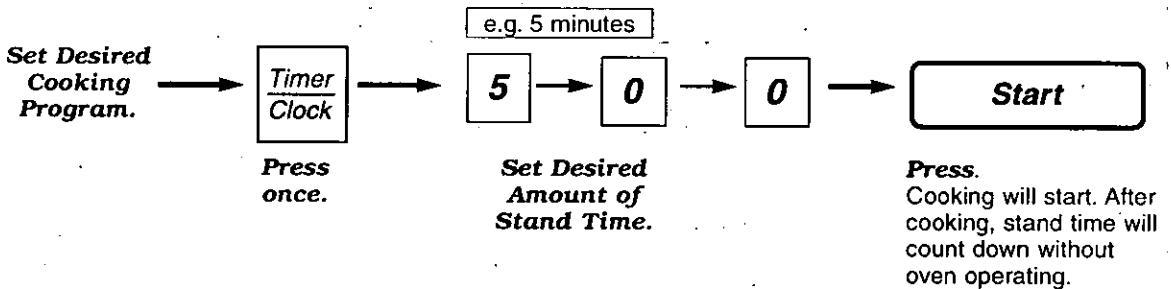 e.g. 5 minutes
Set Desired
Cooking
Program.
Timer
Clock
5
0
0
Start
Press
once.
Set Desired
Amount of
Stand Time.
Press.
Cooking will start. After
cooking, stand time will
count down without
oven operating.